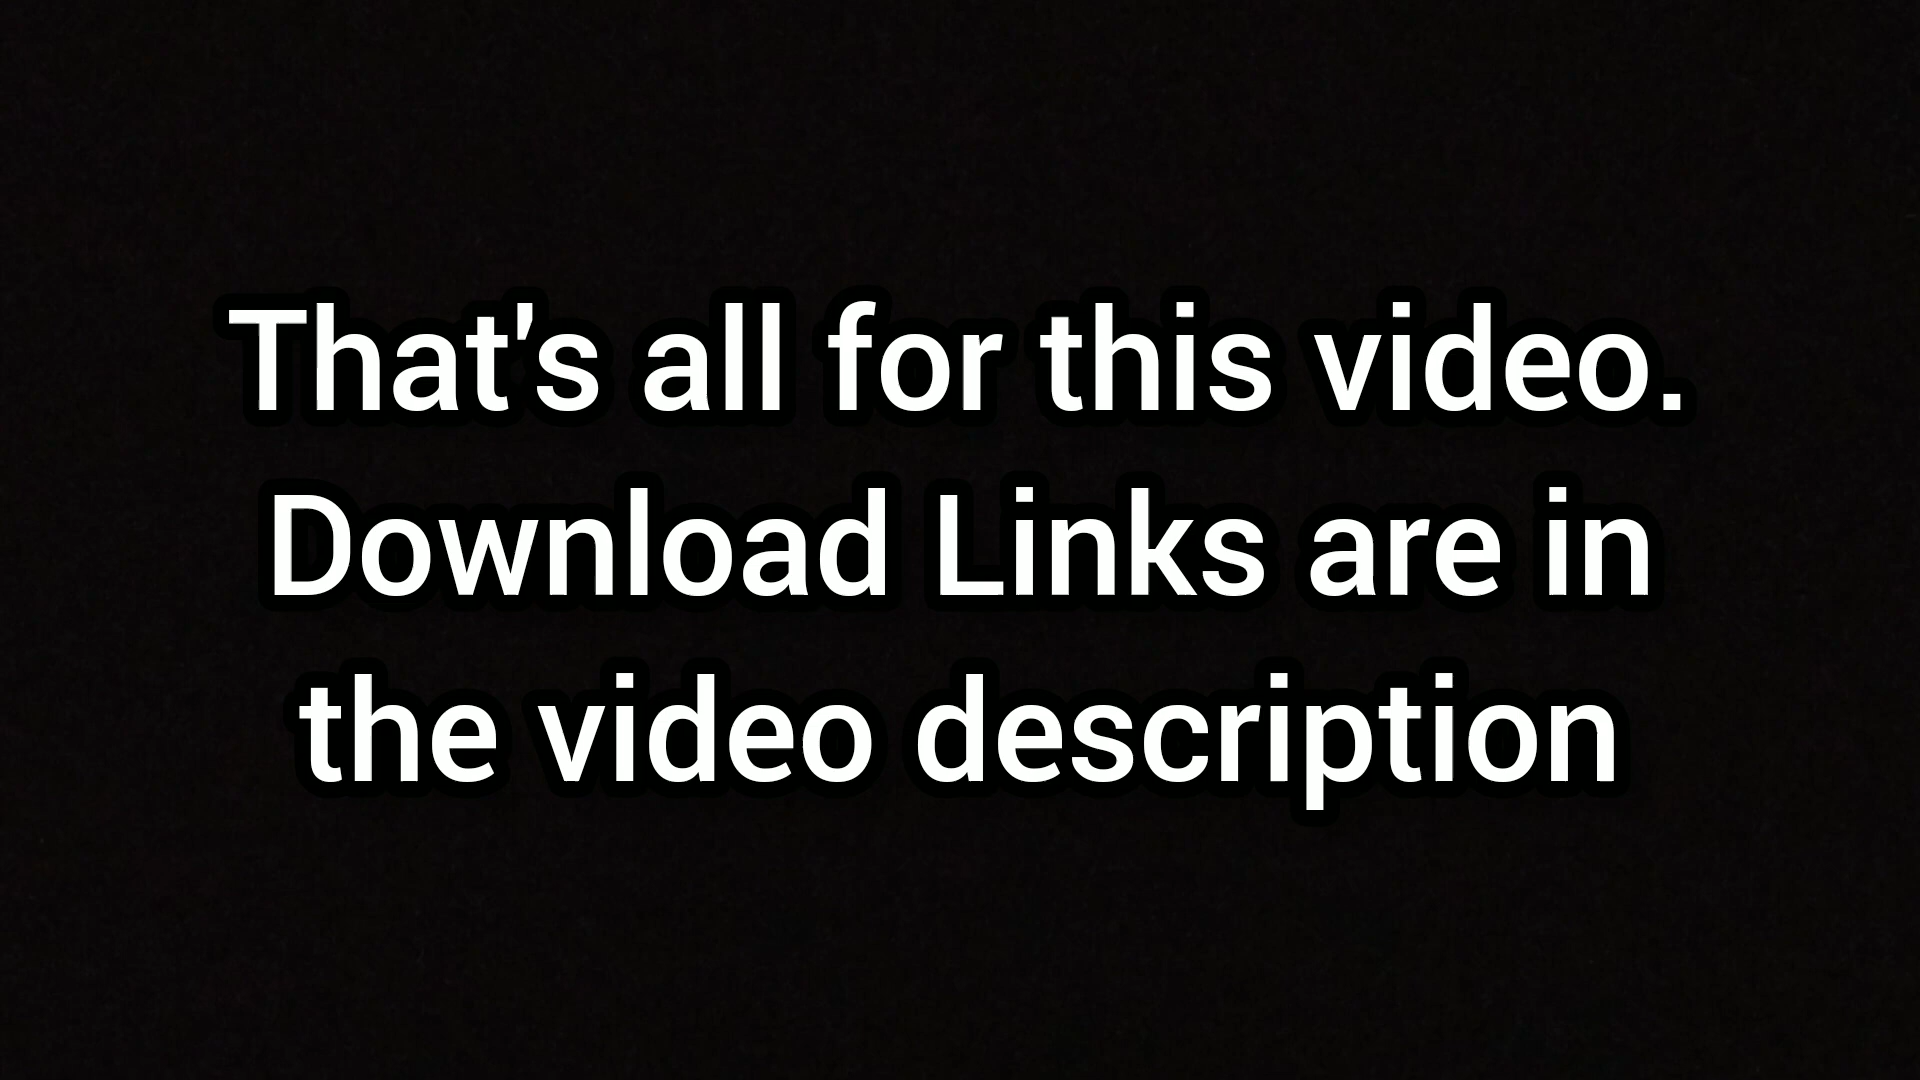 That's all for this video.
Download Links are in
the video description